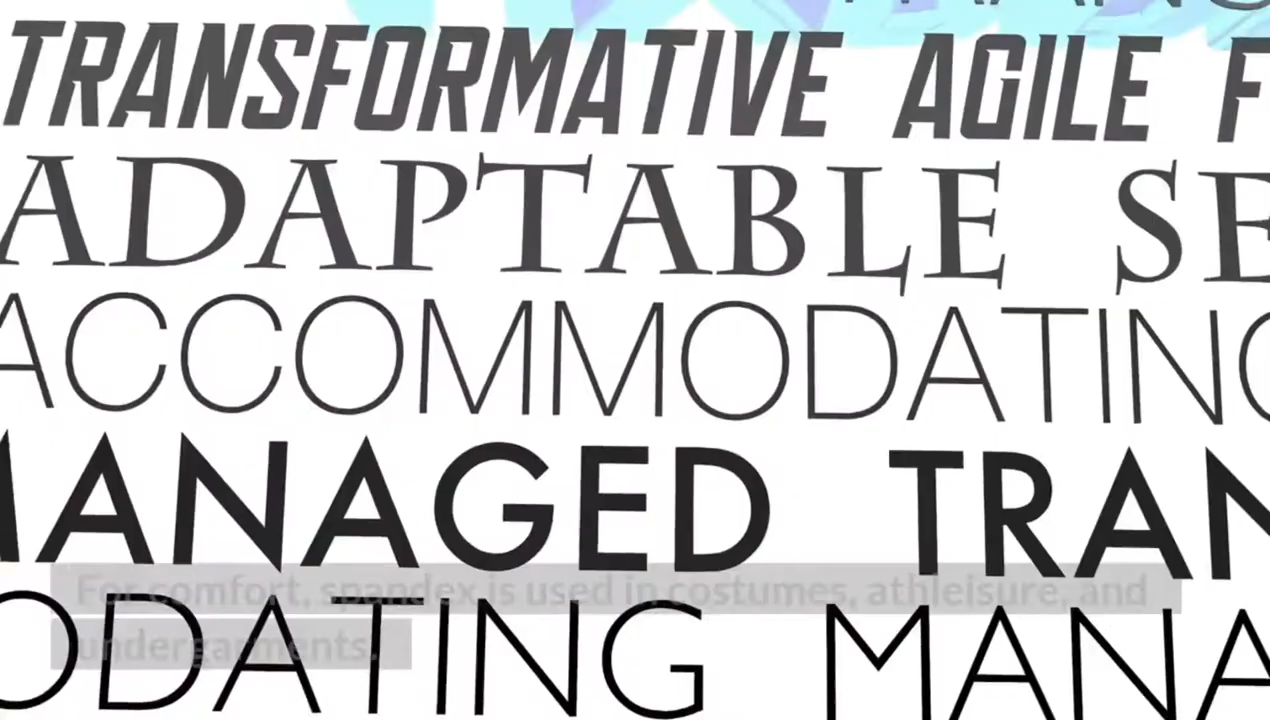 TRANSFORMATIVE AGILE F
ADAPTABLE SE
ACCOMMODATING
MANAGED TRAN
For comfort, spandex is used in costumes, athleisure, and
undergarments.
ODATING MANA